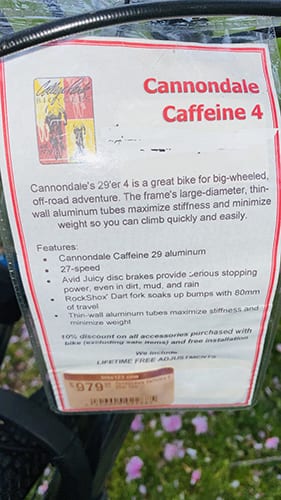 Cannondale
Caffeine 4
Cannondale's 29'er 4 is a great bike for big-wheeled,
off-road adventure. The frame's large-diameter, thin-
wall aluminum tubes maximize stiffness and minimize
weight so you can climb quickly and easily.
Features:
• Cannondale Caffeine 29 aluminum
• 27-speed
• Avid Juicy disc brakes provide serious stopping
power, even in dirt, mud, and rain
• RockShox Dart fork soaks up bumps with 80mm
of travel
• Thin-wall aluminum tubes maximize stiffness and
minimize weight
10% discount on all accessories purchased with
bike (excluding sale items) and free installation
We include
LIFETIME FREE ADJUSTMENTS
$979